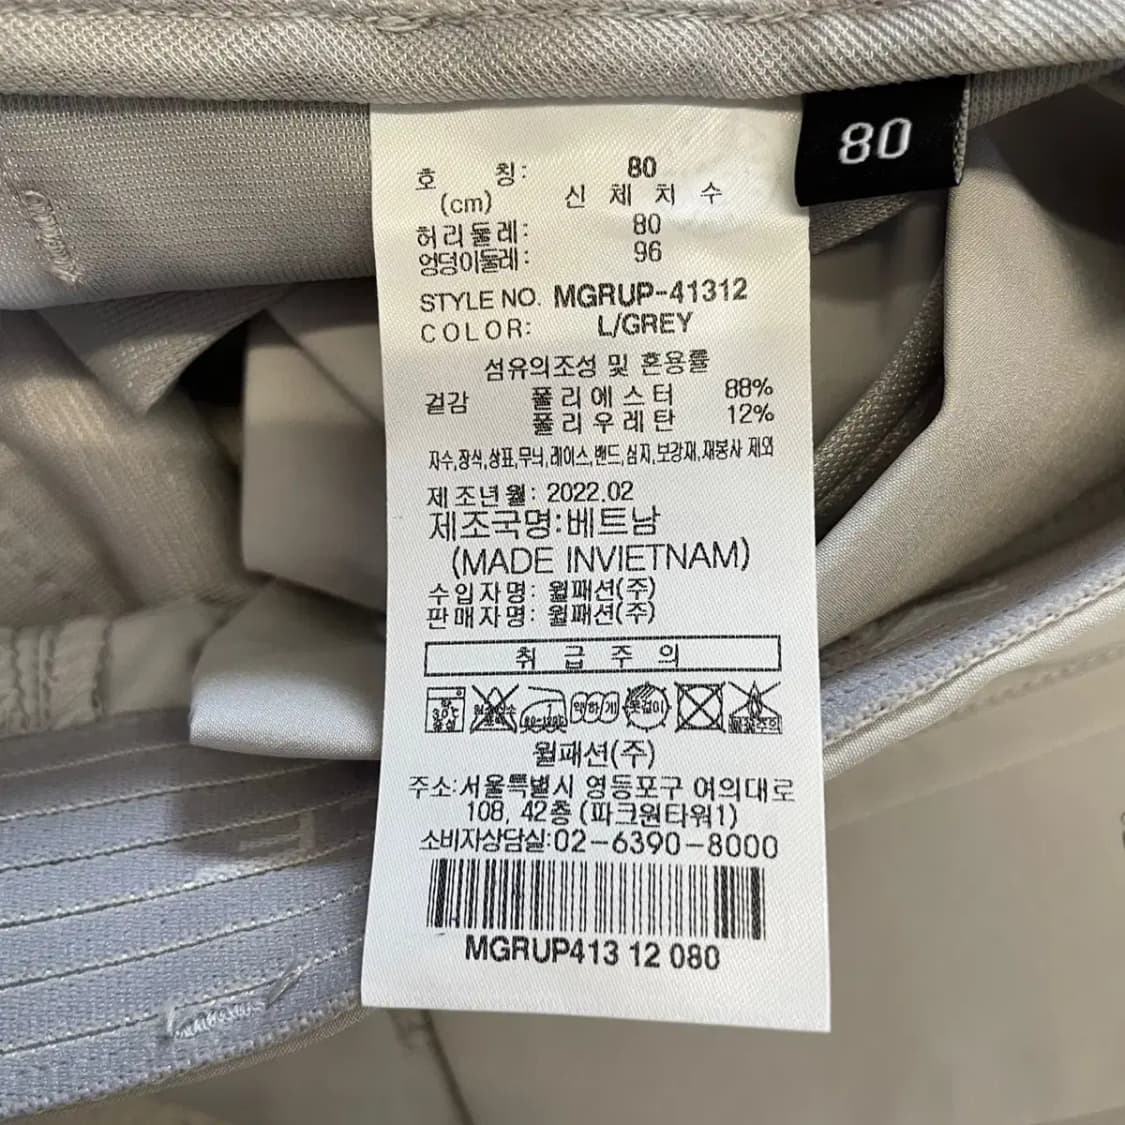 80
호 칭: 80
(cm) 신 체 치 수
허리둘레: 80
엉덩이둘레: 96
STYLE NO. MGRUP-41312
COLOR: L/GREY
섬유의조성 및 혼용률
겉감 폴리에스터 88%
폴리우레탄 12%
자수,장식,상표,무늬,레이스,밴드,심지,보강재,재봉사 제외
제조년월: 2022.02
제조국명:베트남
(MADE INVIETNAM)
수입자명: 월패션(주)
판매자명: 월패션(주)
취 급 주 의
약하게 옷걸이
월패션(주)
주소:서울특별시 영등포구 여의대로
108, 42층 (파크원타워1)
소비자상담실:02-6390-8000
MGRUP413 12 080